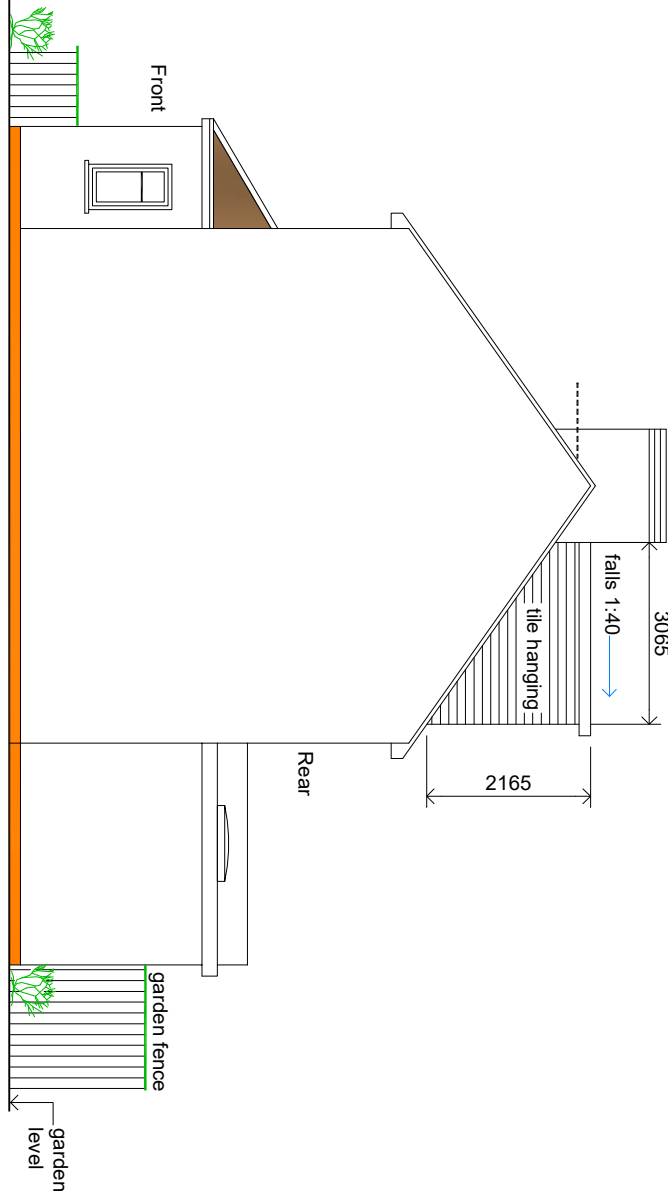 3065
falls 1:40
tile hanging
2165
Front
Rear
garden fence
garden
level